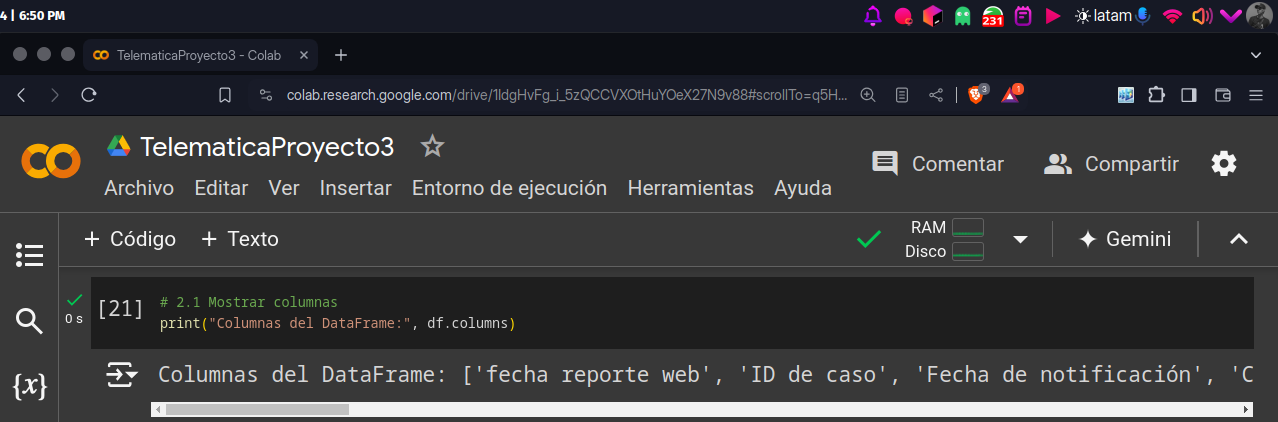 4 | 6:50 PM
231
latam
TelematicaProyecto3 - Colab
colab.research.google.com/drive/1ldgHvFg_i_5zQCCVXOtHuYOeX27N9v88#scrollTo=q5H...
3
1
TelematicaProyecto3
Comentar
Compartir
Archivo Editar Ver Insertar Entorno de ejecución Herramientas Ayuda
+ Código + Texto
RAM
Disco
Gemini
[21]
0 s
# 2.1 Mostrar columnas
print("Columnas del DataFrame:", df.columns)
{x}
Columnas del DataFrame: ['fecha reporte web', 'ID de caso', 'Fecha de notificación', 'C